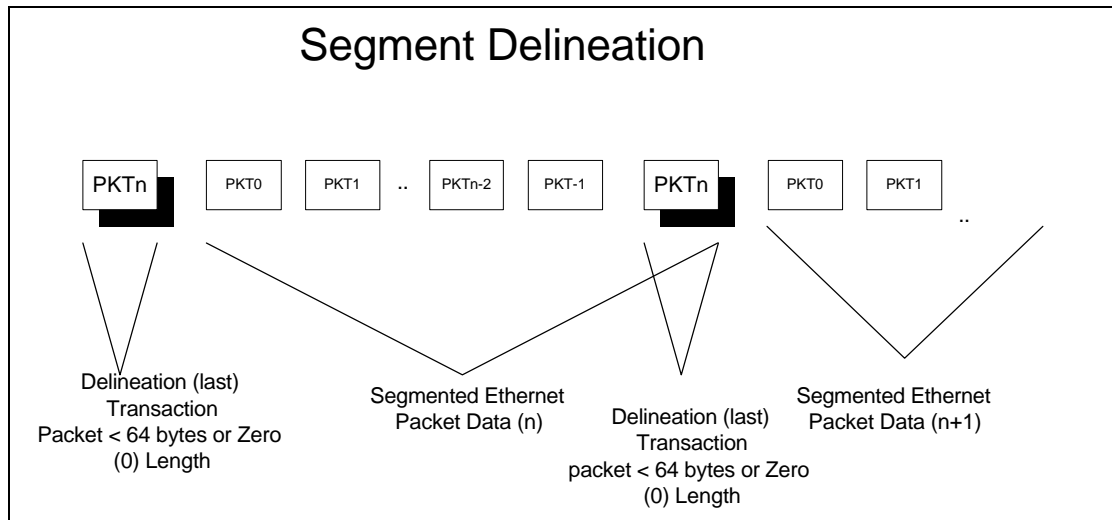 Segment Delineation
PKTn
PKT0
PKT1
..
PKTn-2
PKT-1
PKTn
PKT0
PKT1
..
Delineation (last)
Transaction
Packet < 64 bytes or Zero
(0) Length
Segmented Ethernet
Packet Data (n)
Delineation (last)
Transaction
packet < 64 bytes or Zero
(0) Length
Segmented Ethernet
Packet Data (n+1)